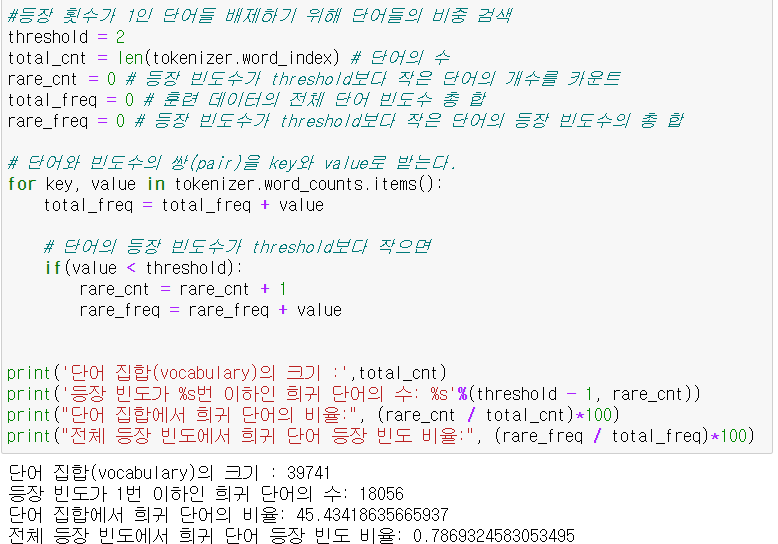 #등장 횟수가 1인 단어들 배제하기 위해 단어들의 비중 검색
threshold = 2
total_cnt = len(tokenizer.word_index) # 단어의 수
rare_cnt = 0 # 등장 빈도수가 threshold보다 작은 단어의 개수를 카운트
total_freq = 0 # 훈련 데이터의 전체 단어 빈도수 총 합
rare_freq = 0 # 등장 빈도수가 threshold보다 작은 단어의 등장 빈도수의 총 합

# 단어와 빈도수의 쌍(pair)을 key와 value로 받는다.
for key, value in tokenizer.word_counts.items():
    total_freq = total_freq + value

    # 단어의 등장 빈도수가 threshold보다 작으면
    if(value < threshold):
        rare_cnt = rare_cnt + 1
        rare_freq = rare_freq + value

print('단어 집합(vocabulary)의 크기 :',total_cnt)
print('등장 빈도가 %s번 이하인 희귀 단어의 수: %s'%(threshold - 1, rare_cnt))
print("단어 집합에서 희귀 단어의 비율:", (rare_cnt / total_cnt)*100)
print("전체 등장 빈도에서 희귀 단어 등장 빈도 비율:", (rare_freq / total_freq)*100)
단어 집합(vocabulary)의 크기 : 39741
등장 빈도가 1번 이하인 희귀 단어의 수: 18056
단어 집합에서 희귀 단어의 비율: 45.43418635665937
전체 등장 빈도에서 희귀 단어 등장 빈도 비율: 0.7869324583053495